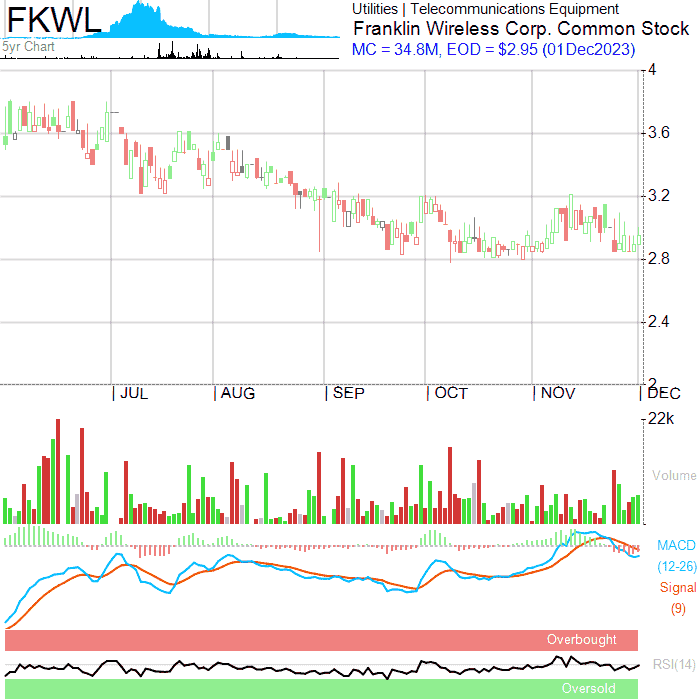 FKWL
5yr Chart
Utilities | Telecommunications Equipment
Franklin Wireless Corp. Common Stock
MC = 34.8M, EOD = $2.95 (01Dec2023)
4
3.6
3.2
2.8
2.4
2
| JUL | AUG | SEP | OCT | NOV | DEC
22k
Volume
MACD
(12-26)
Signal
(9)
Overbought
RSI(14)
Oversold